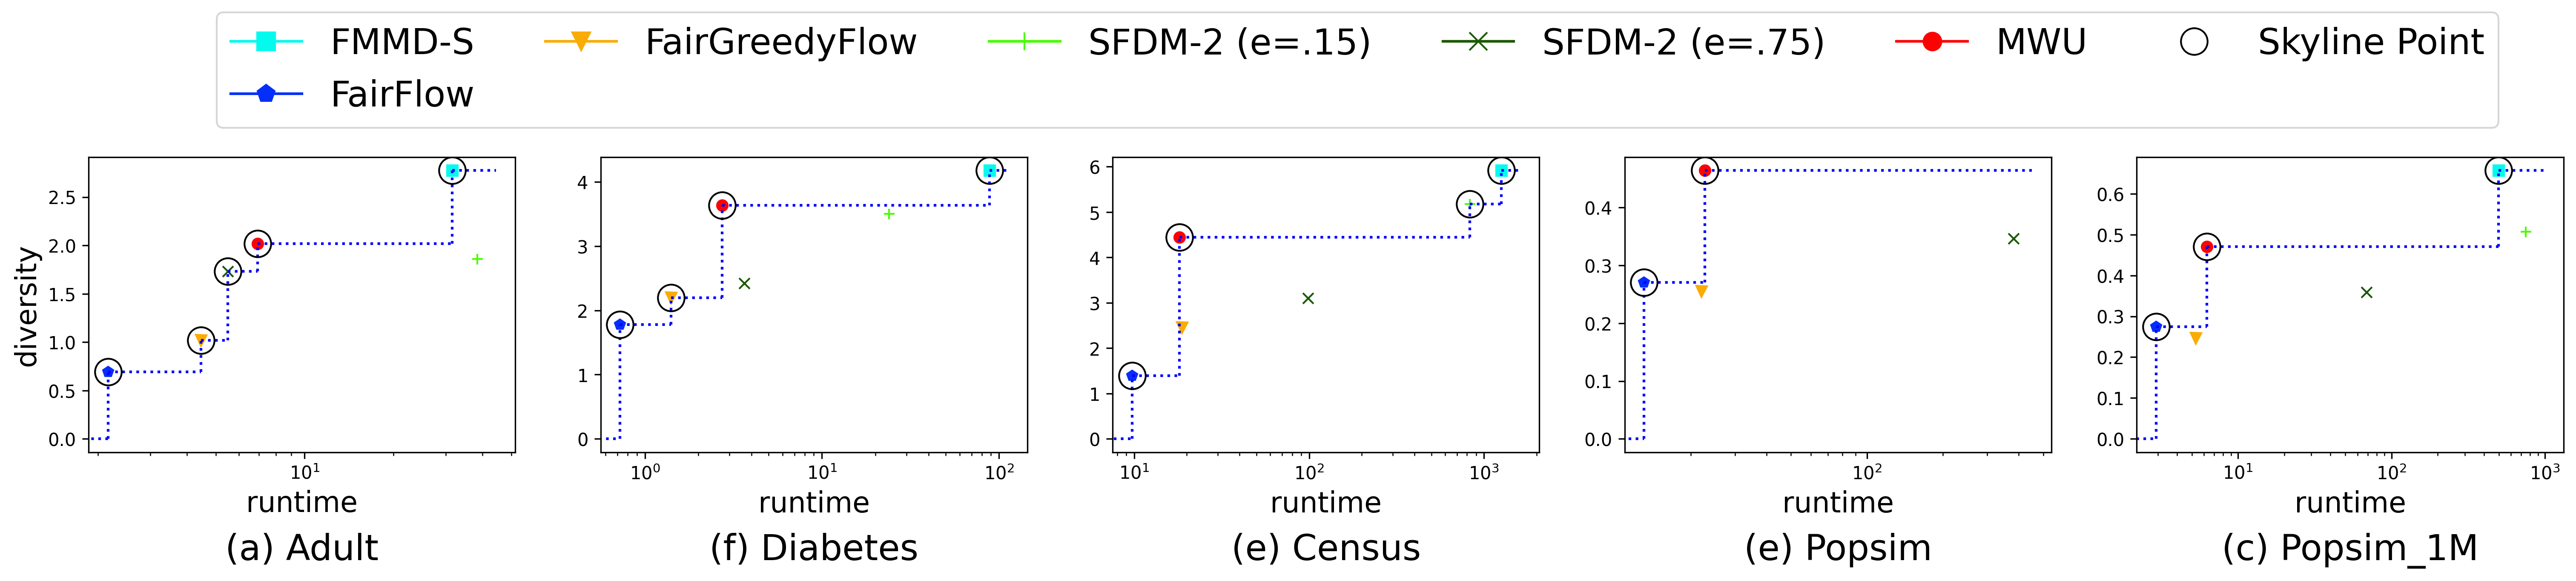 FMMD-S FairGreedyFlow SFDM-2 (e=.15) SFDM-2 (e=.75) MWU Skyline Point
FairFlow
diversity
2.5
2.0
1.5
1.0
0.5
0.0
10¹
runtime
(a) Adult
4
3
2
1
0
10⁰ 10¹ 10²
runtime
(f) Diabetes
6
5
4
3
2
1
0
10¹ 10² 10³
runtime
(e) Census
0.4
0.3
0.2
0.1
0.0
10²
runtime
(e) Popsim
0.6
0.5
0.4
0.3
0.2
0.1
0.0
10¹ 10² 10³
runtime
(c) Popsim_1M